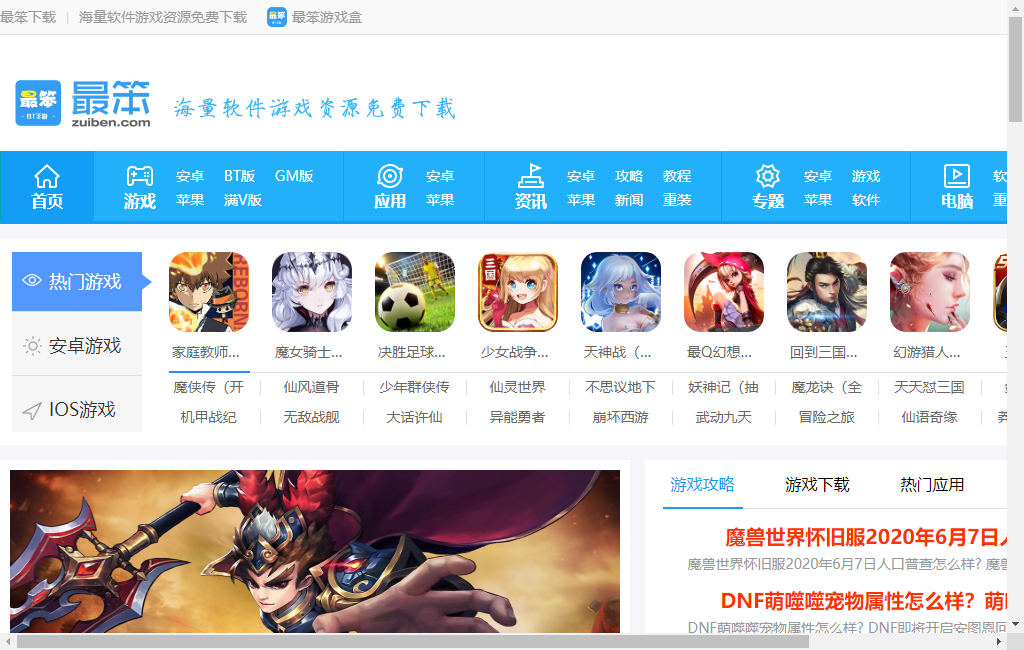 最笨下载 | 海量软件游戏资源免费下载 最笨 最笨游戏盒
最笨 最笨
- BT手游 - zuiben.com
海量软件游戏资源免费下载
首页
游戏 安卓 BT版 GM版
苹果 满V版
应用 安卓
苹果
资讯 安卓 攻略 教程
苹果 新闻 重装
专题 安卓 游戏
苹果 软件
电脑 软
重
热门游戏
安卓游戏
IOS游戏
REBORN
三国
家庭教师... 魔女骑士... 决胜足球... 少女战争... 天神战（... 最Q幻想... 回到三国... 幻游猎人...
魔侠传（开 仙风道骨 少年群侠传 仙灵世界 不思议地下 妖神记（抽 魔龙诀（全 天天怼三国
机甲战纪 无敌战舰 大话许仙 异能勇者 崩坏西游 武动九天 冒险之旅 仙语奇缘
游戏攻略 游戏下载 热门应用
魔兽世界怀旧服2020年6月7日
魔兽世界怀旧服2020年6月7日人口普查怎么样? 魔兽
DNF萌噬噬宠物属性怎么样？萌
DNF萌噬噬宠物属性怎么样? DNF即将开启安图恩回